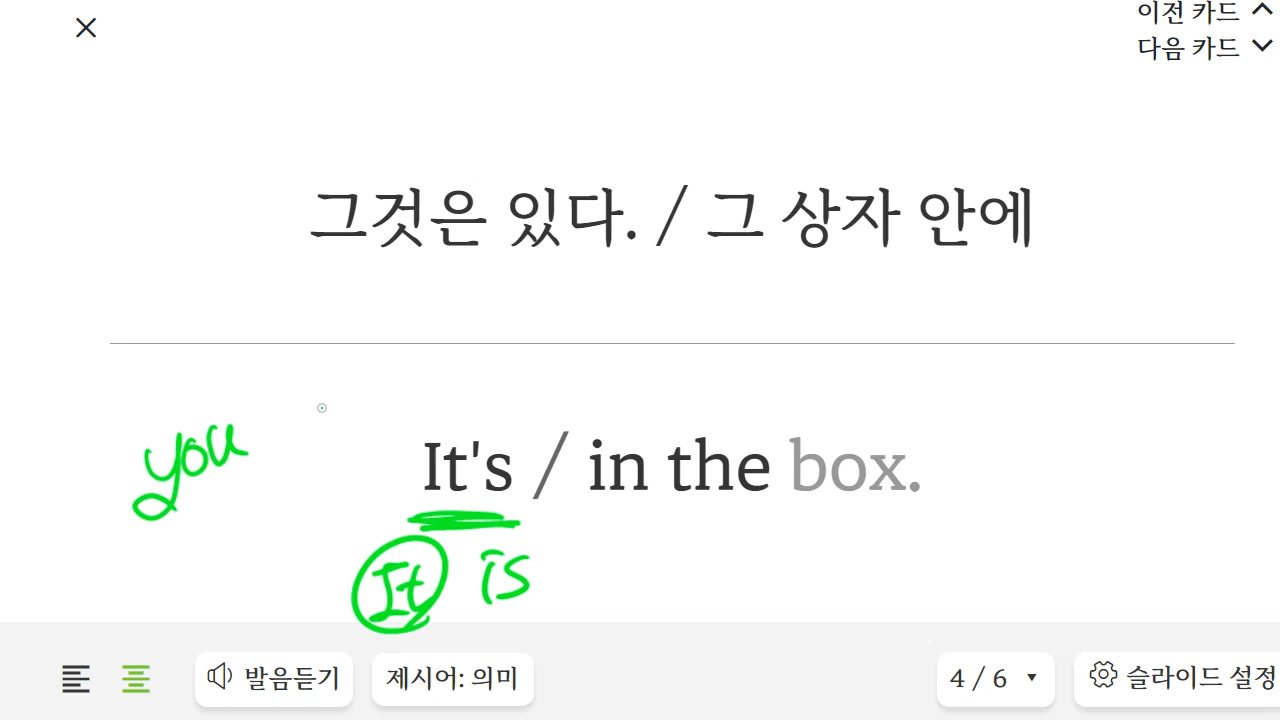 이전 카드
다음 카드
그것은 있다. / 그 상자 안에
you
It's / in the box.
It is
발음듣기 제시어: 의미 4 / 6 슬라이드 설정